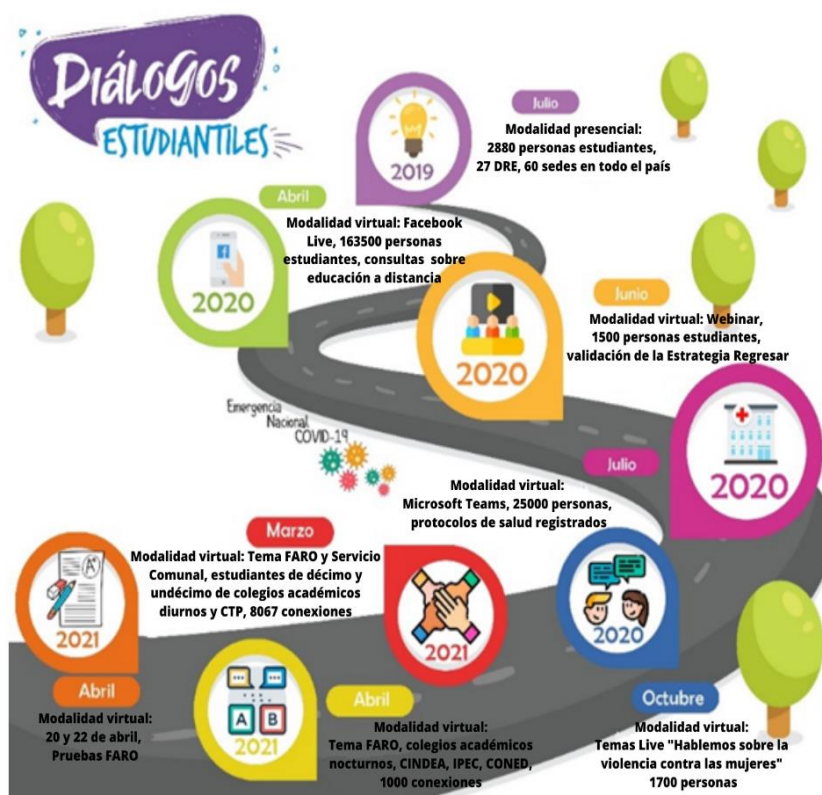 DIÁLOGOS
ESTUDIANTILES
2019
Julio
Modalidad presencial:
2880 personas estudiantes,
27 DRE, 60 sedes en todo el país
2020
Abril
Modalidad virtual: Facebook
Live, 163500 personas
estudiantes, consultas sobre
educación a distancia
2020
Junio
Modalidad virtual: Webinar,
1500 personas estudiantes,
validación de la Estrategia Regresar
Emergencia
Nacional
COVID-19
2020
Julio
Modalidad virtual:
Microsoft Teams, 25000 personas,
protocolos de salud registrados
2020
Octubre
Modalidad virtual:
Temas Live "Hablemos sobre la
violencia contra las mujeres"
1700 personas
2021
Marzo
Modalidad virtual: Tema FARO y Servicio
Comunal, estudiantes de décimo y
undécimo de colegios académicos
diurnos y CTP, 8067 conexiones
A B
2021
Abril
Modalidad virtual:
Tema FARO, colegios académicos
nocturnos, CINDEA, IPEC, CONED,
1000 conexiones
A+
2021
Abril
Modalidad virtual:
20 y 22 de abril,
Pruebas FARO